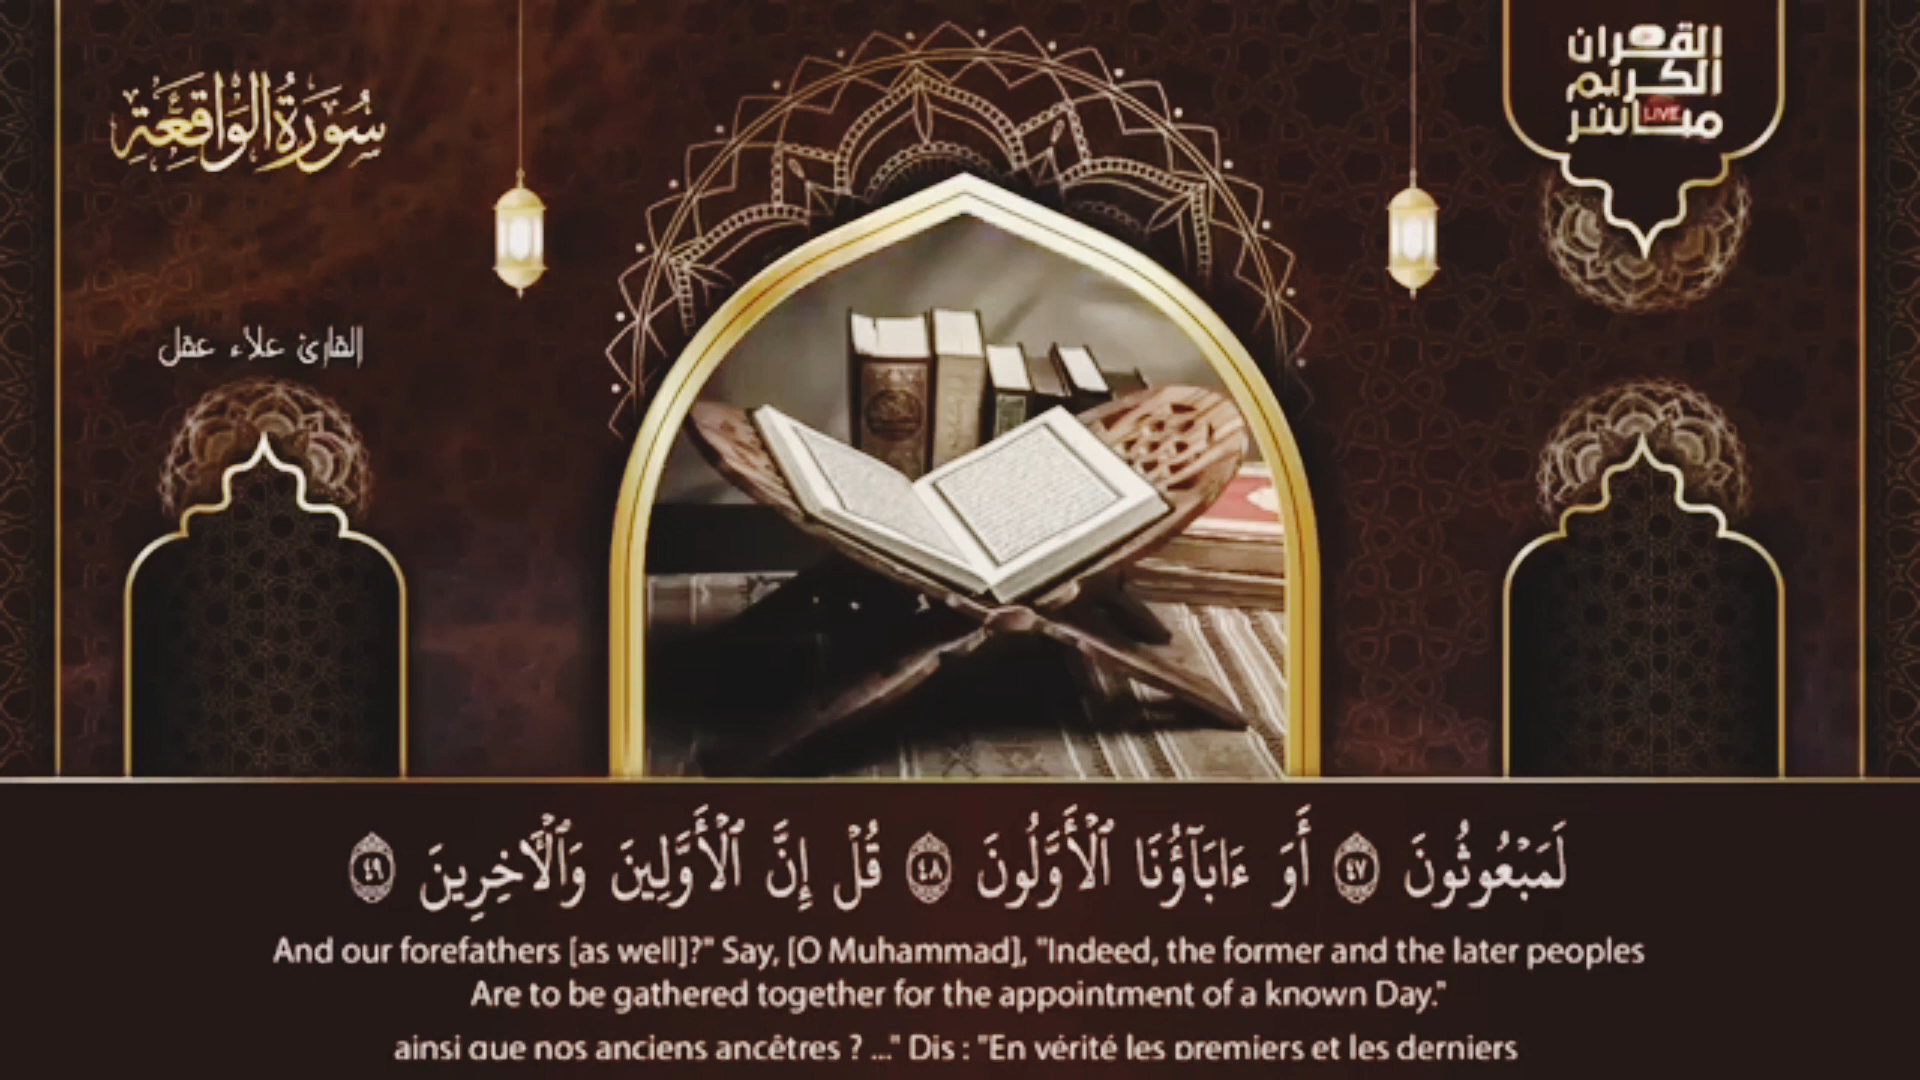 سُورَةُ الوَاقِعَةِ
القران
الكريم
مباشر
LIVE
القارئ علاء عقل
لَمَبْعُوثُونَ ٤٧ أَوَ ءَابَآؤُنَا ٱلْأَوَّلُونَ ٤٨ قُلْ إِنَّ ٱلْأَوَّلِينَ وَٱلْءَاخِرِينَ ٤٩
And our forefathers [as well]?" Say, [O Muhammad], "Indeed, the former and the later peoples
Are to be gathered together for the appointment of a known Day."
ainsi que nos anciens ancêtres ? ..." Dis : "En vérité les premiers et les derniers